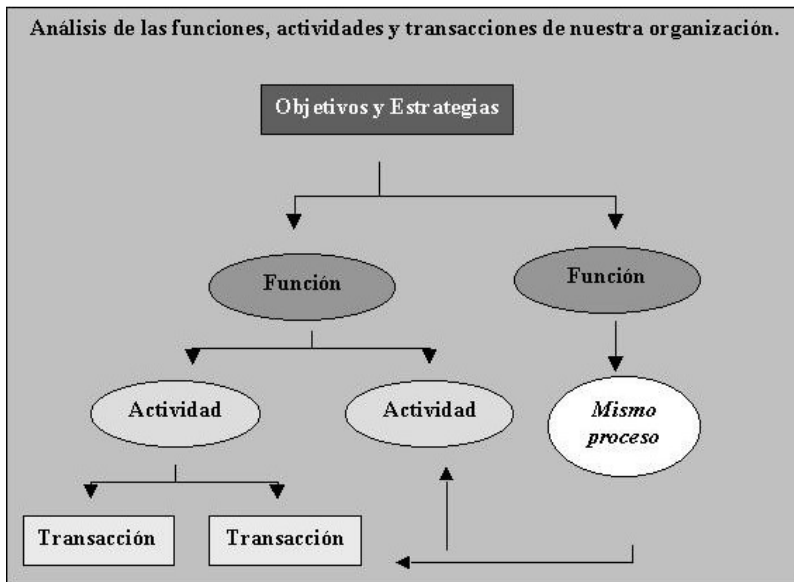 Análisis de las funciones, actividades y transacciones de nuestra organización.
Objetivos y Estrategias
Función
Función
Actividad
Actividad
Mismo
proceso
Transacción
Transacción